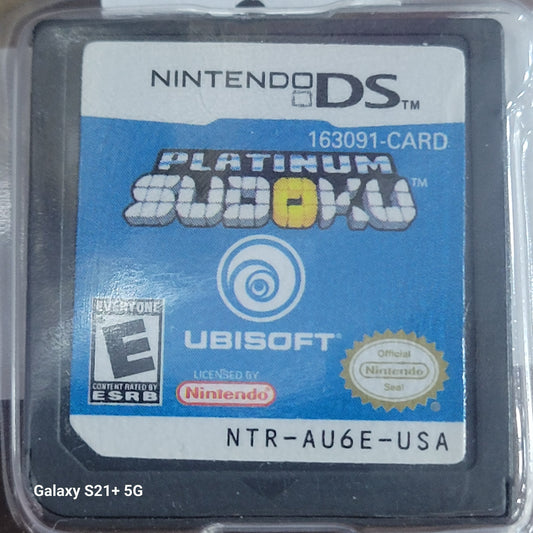 NINTENDO DS™
163091-CARD
PLATINUM
SUDOKU™
UBISOFT®
EVERYONE
E
CONTENT RATED BY
ESRB
LICENSED BY
Nintendo
Official
Nintendo
Seal
NTR-AU6E-USA
Galaxy S21+ 5G